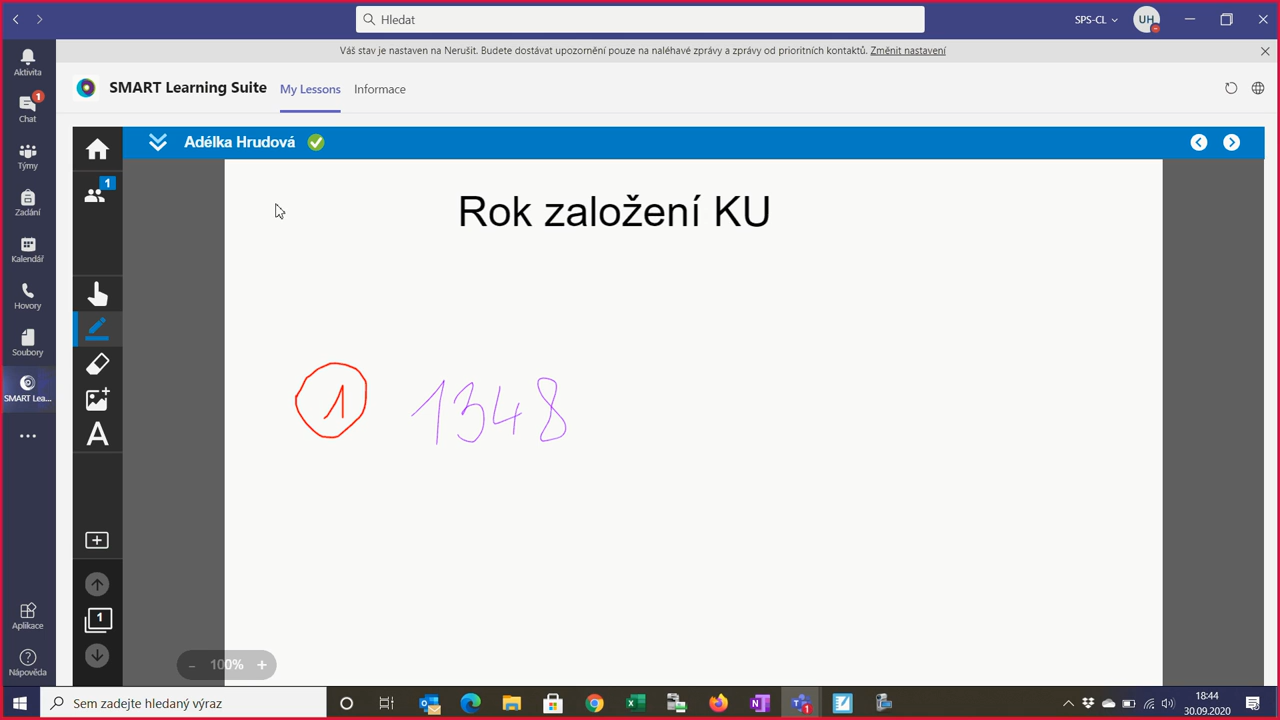 Hledat
SPS-CL
UH
Aktivita
Váš stav je nastaven na Nerušit. Budete dostávat upozornění pouze na naléhavé zprávy a zprávy od prioritních kontaktů. Změnit nastavení
SMART Learning Suite
My Lessons
Informace
1
Chat
Týmy
Zadání
Kalendář
Hovory
Soubory
SMART Lea...
Aplikace
Nápověda
Adélka Hrudová
1
A
1
Rok založení KU
1 1348
- 100% +
Sem zadejte hledaný výraz
1
18:44
30.09.2020